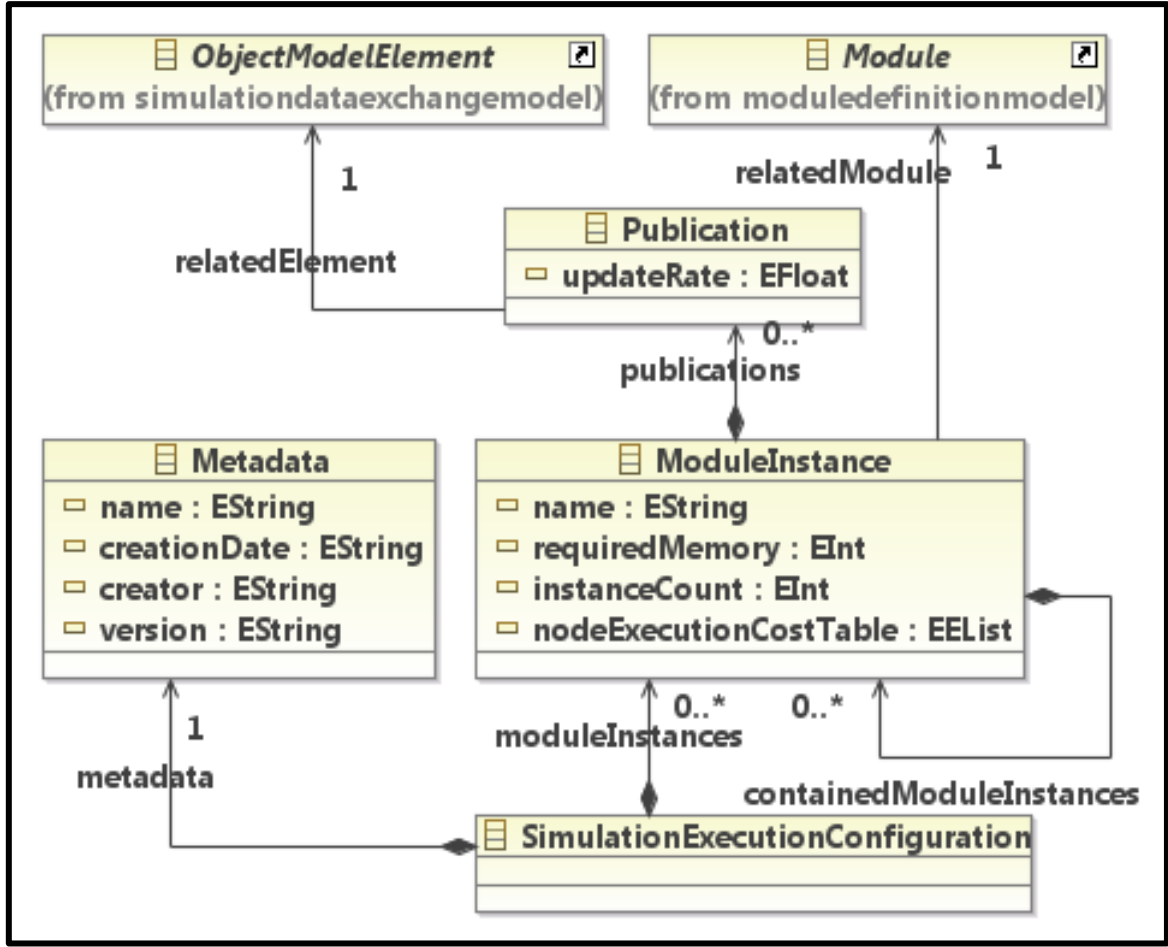 ObjectModelElement
(from simulationdataexchangemodel)
Module
(from moduledefinitionmodel)
1
relatedModule
1
relatedElement
Publication
updateRate : EFloat
0..*
publications
Metadata
name : EString
creationDate : EString
creator : EString
version : EString
ModuleInstance
name : EString
requiredMemory : EInt
instanceCount : EInt
nodeExecutionCostTable : EEList
1
metadata
0..*
moduleInstances
0..*
containedModuleInstances
SimulationExecutionConfiguration